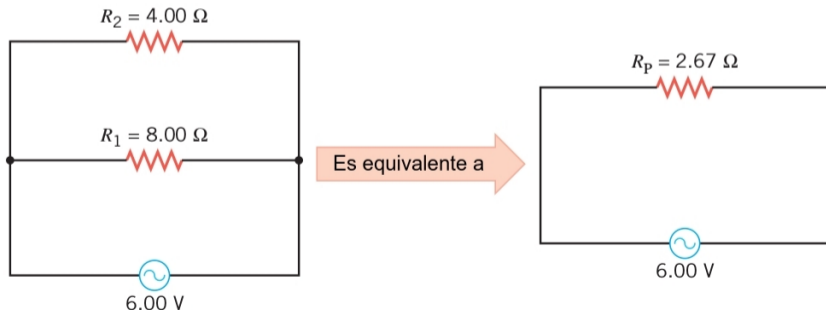 R₂ = 4.00 Ω
R₁ = 8.00 Ω
6.00 V
Es equivalente a
Rₚ = 2.67 Ω
6.00 V